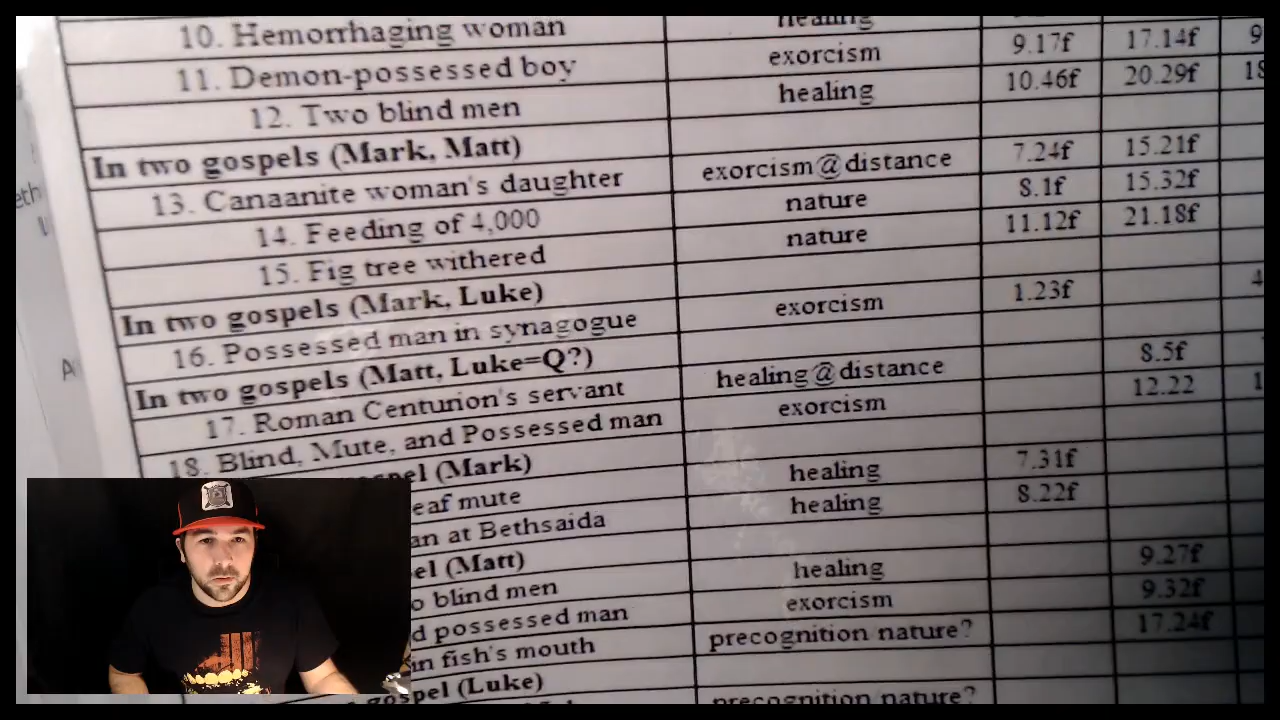 10. Hemorrhaging woman healing
11. Demon-possessed boy exorcism 9.17f 17.14f 9
12. Two blind men healing 10.46f 20.29f 18
In two gospels (Mark, Matt)
13. Canaanite woman's daughter exorcism@distance 7.24f 15.21f
14. Feeding of 4,000 nature 8.1f 15.32f
15. Fig tree withered nature 11.12f 21.18f
In two gospels (Mark, Luke)
16. Possessed man in synagogue exorcism 1.23f 4
In two gospels (Matt, Luke=Q?)
17. Roman Centurion's servant healing@distance 8.5f
18. Blind, Mute, and Possessed man exorcism 12.22 1
pel (Mark)
eaf mute healing 7.31f
an at Bethsaida healing 8.22f
el (Matt)
o blind men healing 9.27f
d possessed man exorcism 9.32f
in fish's mouth precognition nature? 17.24f
gospel (Luke)
precognition nature?